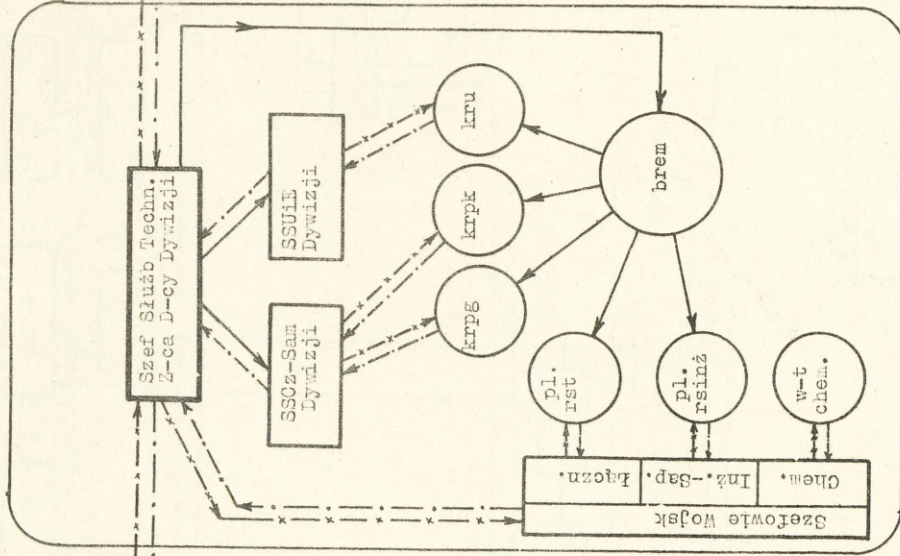 Szef Służb Techn.
Z-ca D-cy Dywizji
SSCz-Sam
Dywizji
SSUiE
Dywizji
krpg
krpk
kru
brem
pl.
rst
pl.
rsinż
w-t
chem.
Szefowie Wojsk
Łączn.
Inż.-Sap.
Chem.